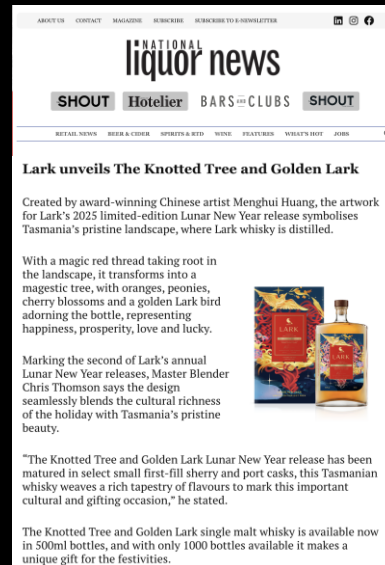 ABOUT US CONTACT MAGAZINE SUBSCRIBE SUBSCRIBE TO E-NEWSLETTER
NATIONAL
liquor news
SHOUT Hotelier BARS AND CLUBS SHOUT
RETAIL NEWS BEER & CIDER SPIRITS & RTD WINE FEATURES WHAT'S HOT JOBS
Lark unveils The Knotted Tree and Golden Lark
Created by award-winning Chinese artist Menghui Huang, the artwork
for Lark's 2025 limited-edition Lunar New Year release symbolises
Tasmania's pristine landscape, where Lark whisky is distilled.
With a magic red thread taking root in
the landscape, it transforms into a
magestic tree, with oranges, peonies,
cherry blossoms and a golden Lark bird
adorning the bottle, representing
happiness, prosperity, love and lucky.
LARK
LARK
Marking the second of Lark's annual
Lunar New Year releases, Master Blender
Chris Thomson says the design
seamlessly blends the cultural richness
of the holiday with Tasmania's pristine
beauty.
“The Knotted Tree and Golden Lark Lunar New Year release has been
matured in select small first-fill sherry and port casks, this Tasmanian
whisky weaves a rich tapestry of flavours to mark this important
cultural and gifting occasion,” he stated.
The Knotted Tree and Golden Lark single malt whisky is available now
in 500ml bottles, and with only 1000 bottles available it makes a
unique gift for the festivities.